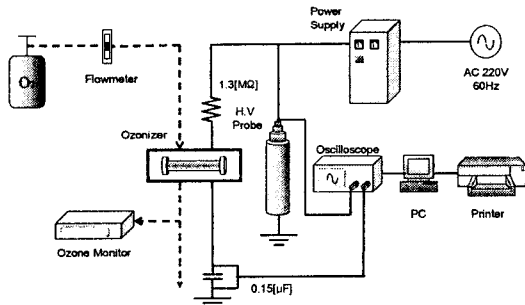 Power
Supply
O₂
Flowmeter
1.3[MΩ]
H.V
Probe
AC 220V
60Hz
Ozonizer
Oscilloscope
PC
Printer
Ozone Monitor
0.15[μF]